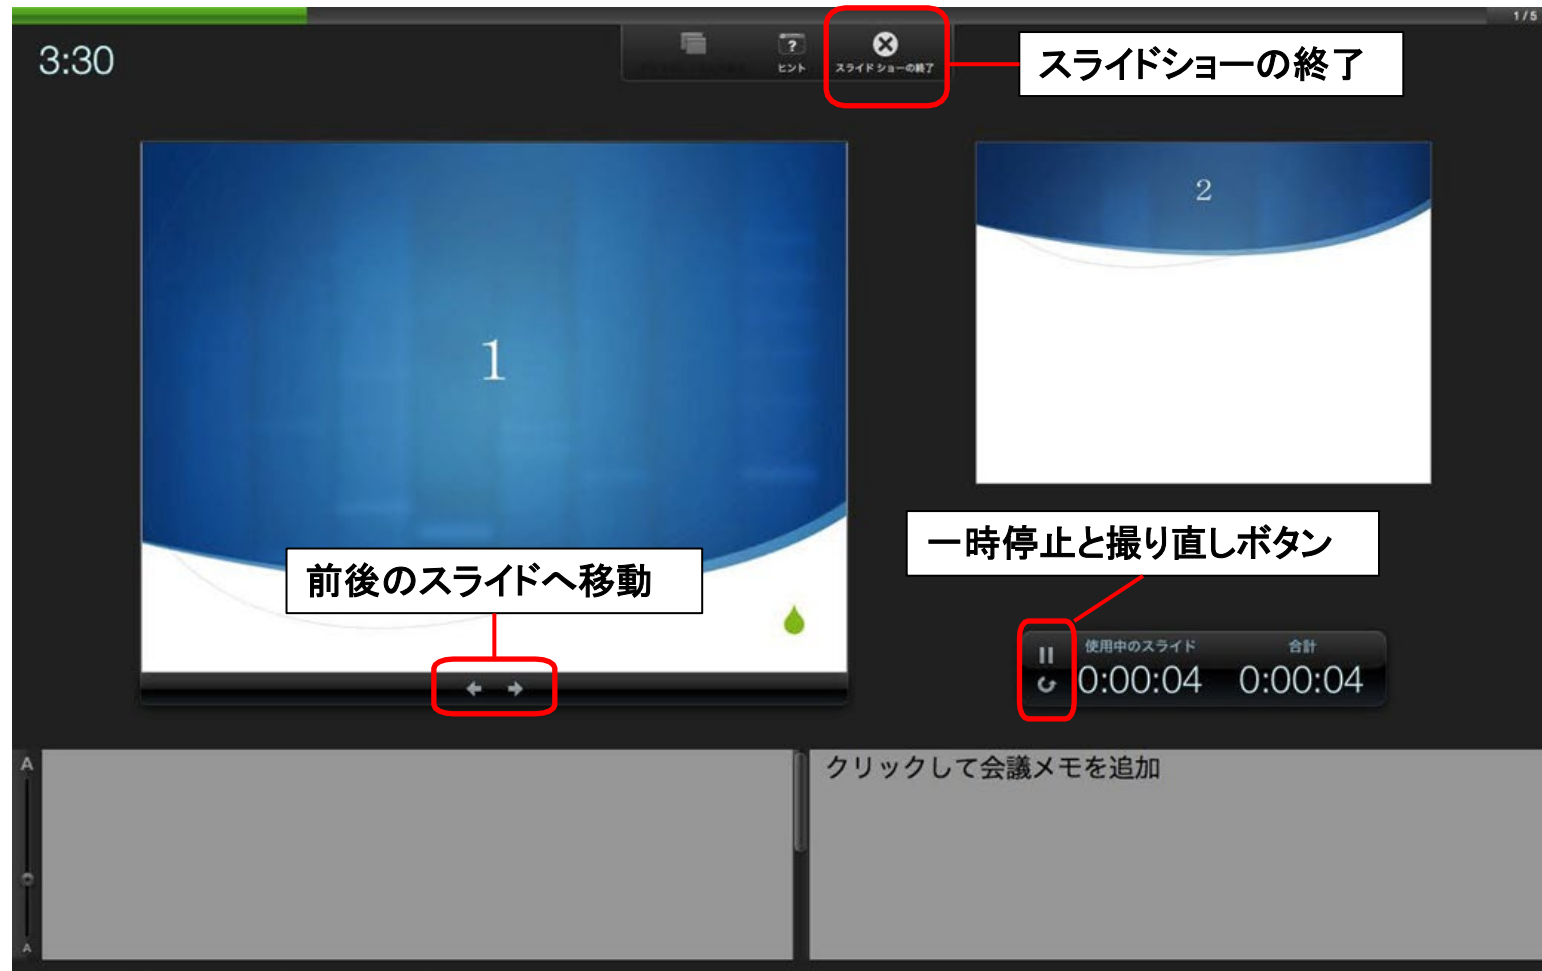 1/5
3:30
?
ヒント
スライド ショーの終了
スライドショーの終了
1
2
前後のスライドへ移動
一時停止と撮り直しボタン
使用中のスライド
合計
0:00:04
0:00:04
A
A
クリックして会議メモを追加